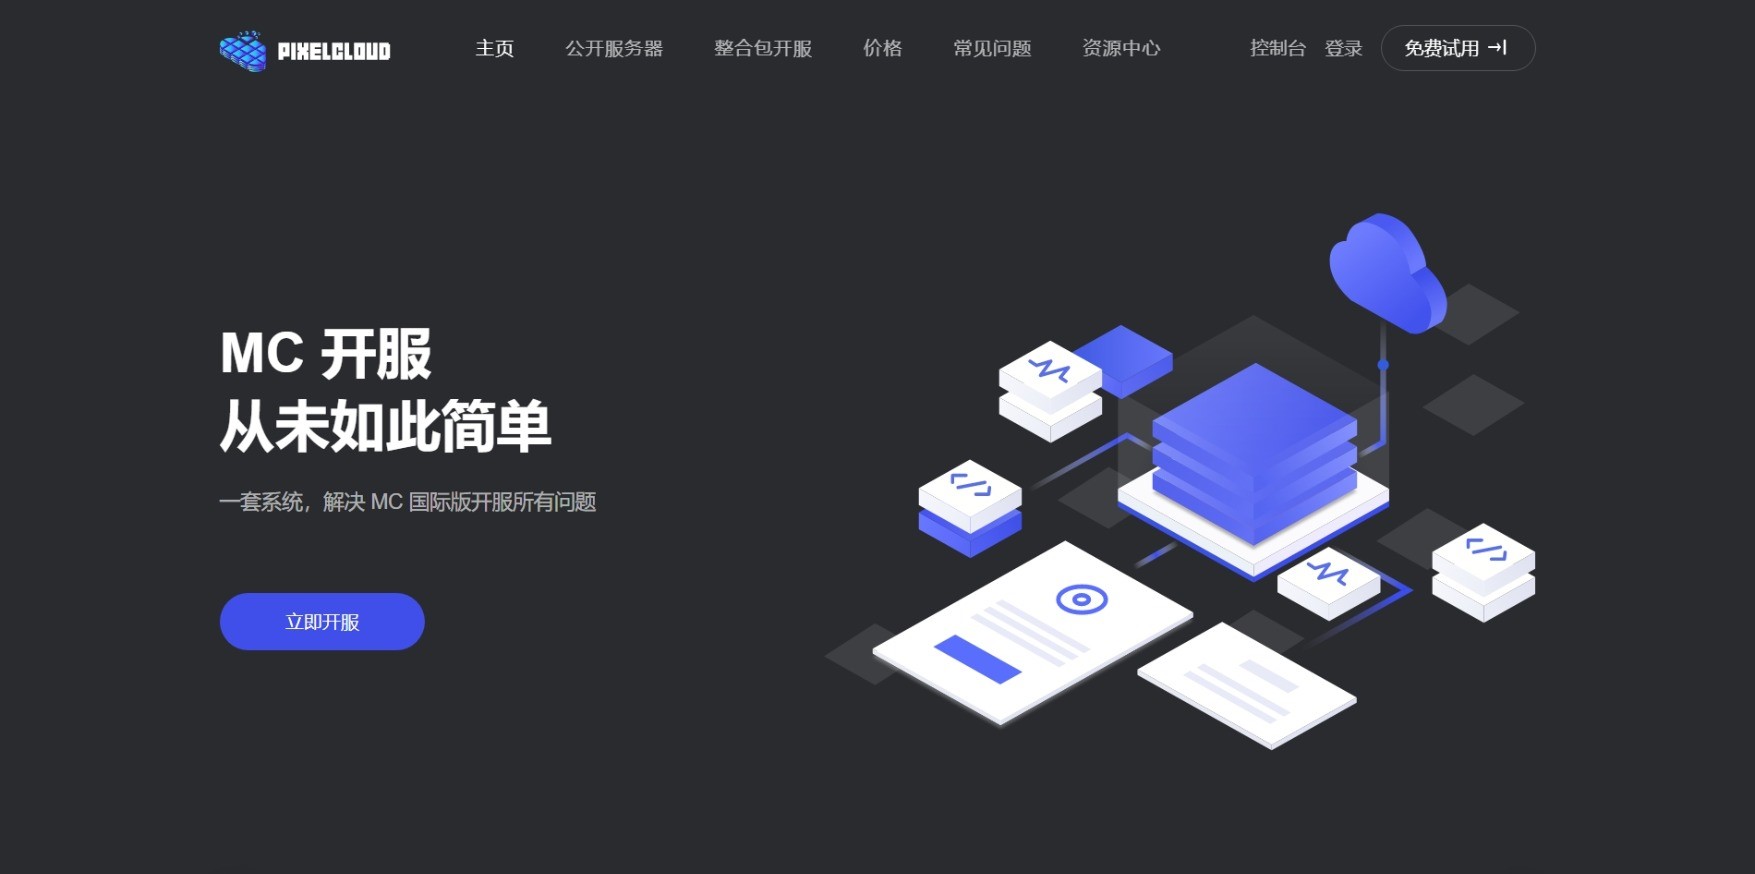 PIXELCLOUD
主页
公开服务器
整合包开服
价格
常见问题
资源中心
控制台
登录
免费试用
MC 开服
从未如此简单
一套系统，解决 MC 国际版开服所有问题
立即开服